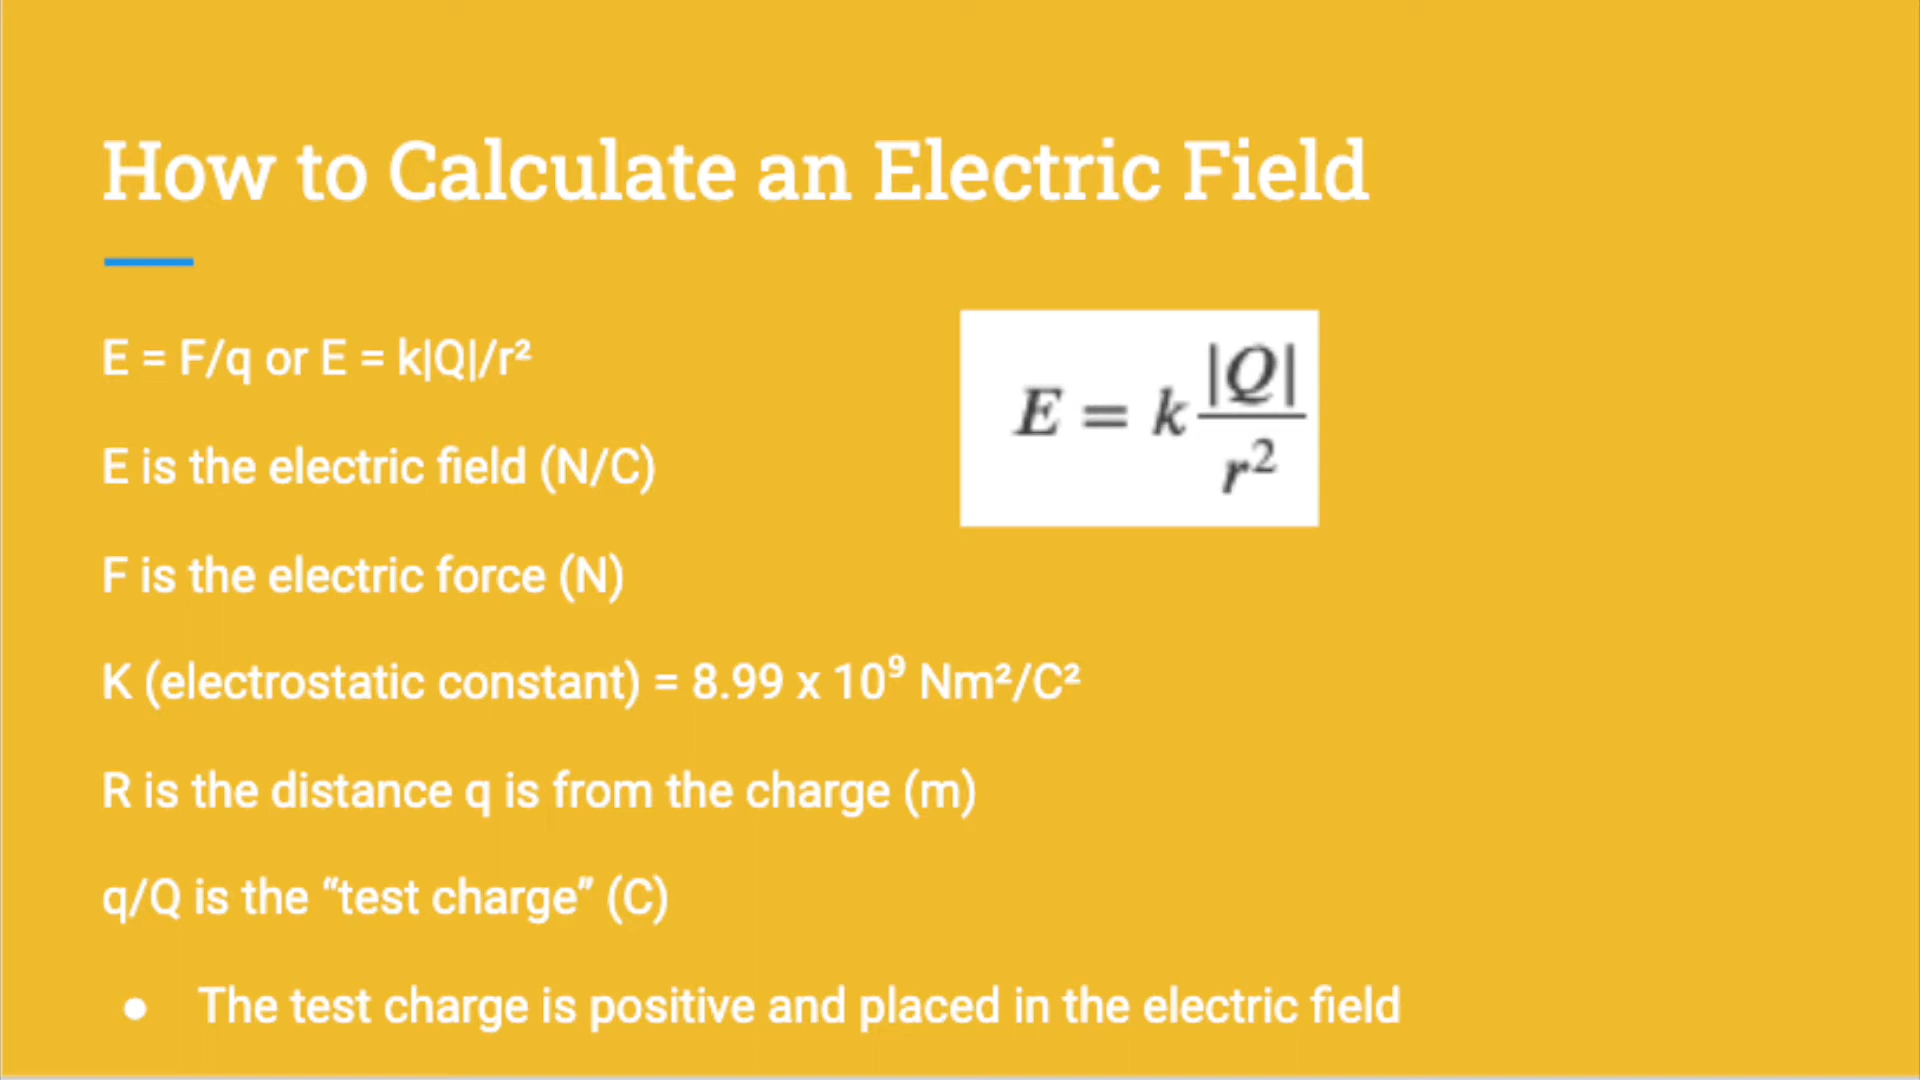 How to Calculate an Electric Field
E = F/q or E = k|Q|/r²
E = k |Q| / r²
E is the electric field (N/C)
F is the electric force (N)
K (electrostatic constant) = 8.99 x 10⁹ Nm²/C²
R is the distance q is from the charge (m)
q/Q is the “test charge” (C)
● The test charge is positive and placed in the electric field